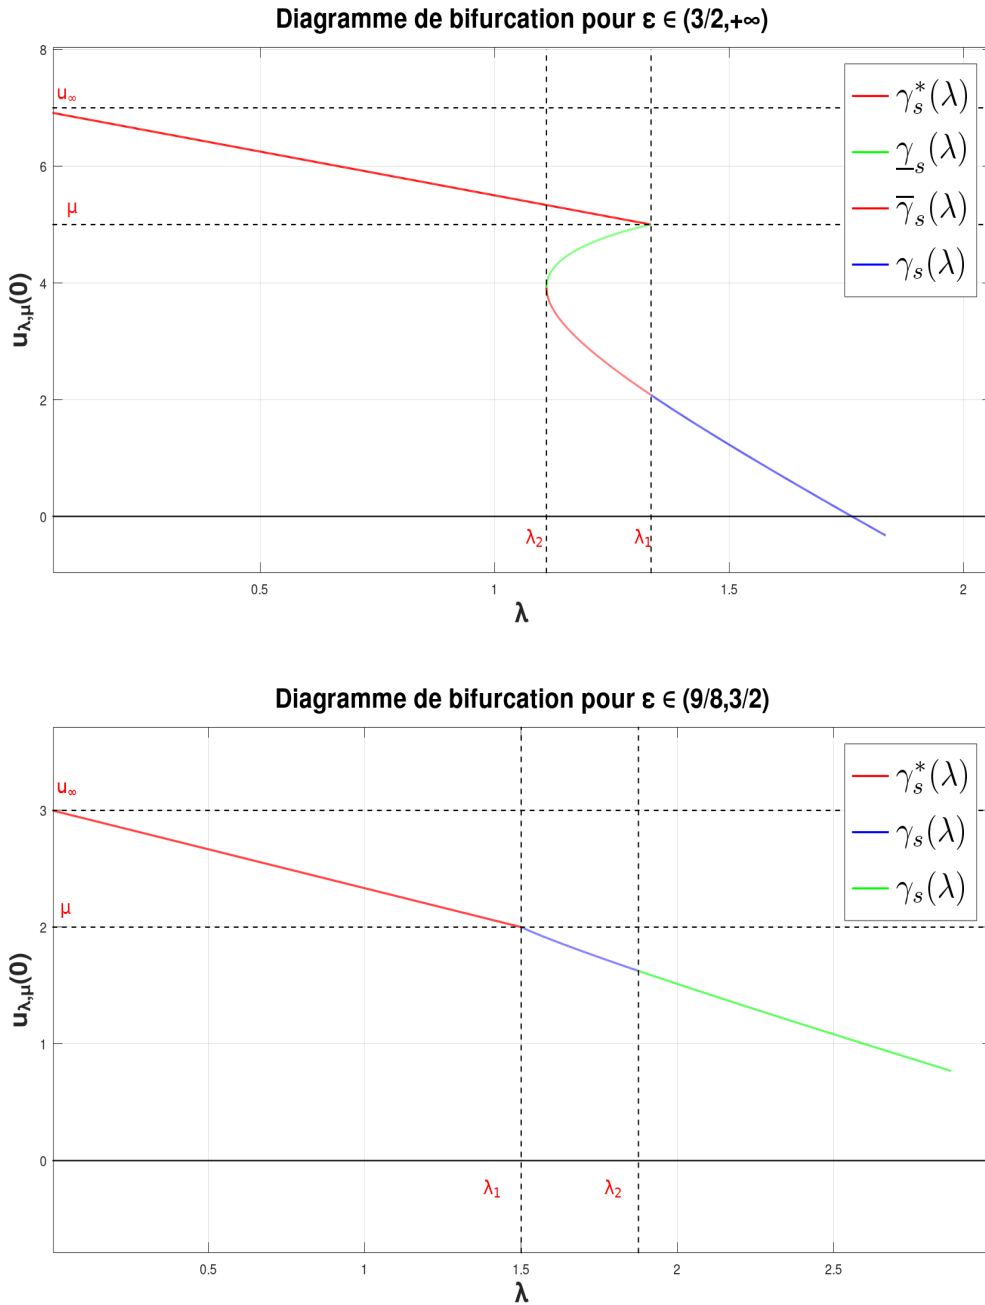 Diagramme de bifurcation pour ε ∈ (3/2,+∞)
8
u∞
γ*s(λ)
γ̲s(λ)
γ̅s(λ)
γs(λ)
6
μ
4
2
0
λ₂
λ₁
uλ,μ(0)
0.5
1
1.5
2
λ
Diagramme de bifurcation pour ε ∈ (9/8,3/2)
u∞
γ*s(λ)
γs(λ)
γs(λ)
3
μ
2
1
0
λ₁
λ₂
uλ,μ(0)
0.5
1
1.5
2
2.5
λ